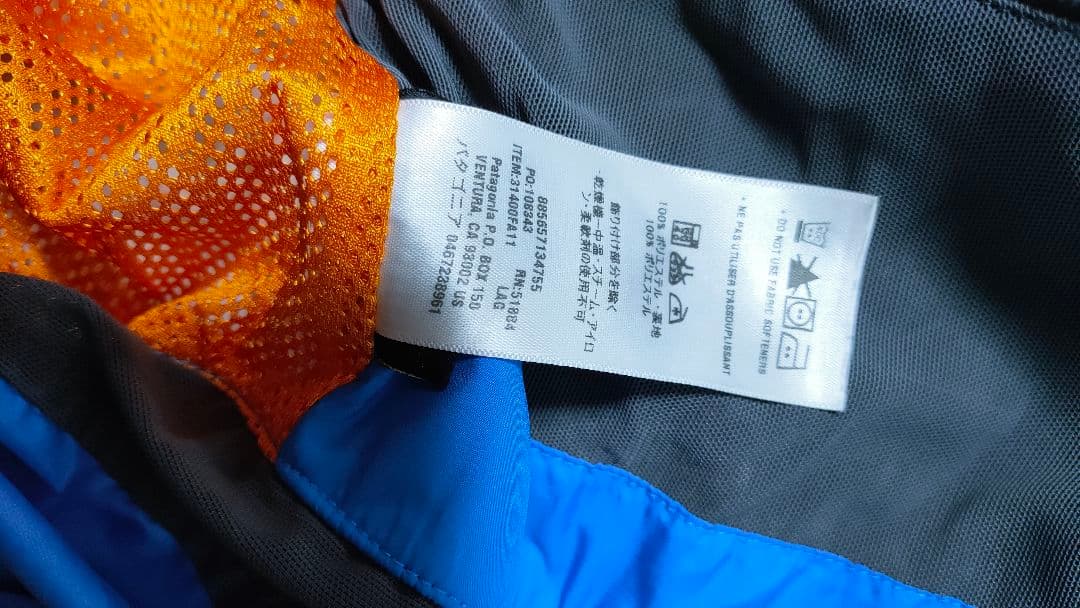 ・DO NOT USE FABRIC SOFTENERS
・NE PAS UTILISER D'ASSOUPLISSANT
100% ポリエステル・裏地
100% ポリエステル
飾り付け部分を除く
・乾燥機－中温・スチーム・アイロ
ン・柔軟剤の使用不可
885657134755
PO:108343 RN:51884
ITEM:31400FA11 LAG
Patagonia P.O. BOX 150
VENTURA, CA 93002 US
パタゴニア 0467238961